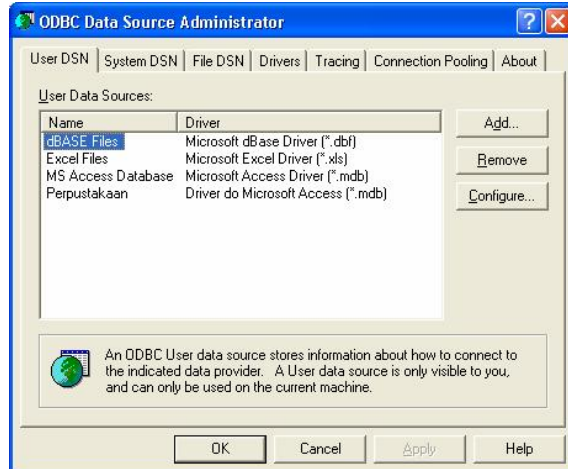 ODBC Data Source Administrator
User DSN System DSN File DSN Drivers Tracing Connection Pooling About
User Data Sources:
Name Driver
dBASE Files Microsoft dBase Driver (*.dbf)
Excel Files Microsoft Excel Driver (*.xls)
MS Access Database Microsoft Access Driver (*.mdb)
Perpustakaan Driver do Microsoft Access (*.mdb)
Add...
Remove
Configure...
An ODBC User data source stores information about how to connect to
the indicated data provider. A User data source is only visible to you,
and can only be used on the current machine.
OK Cancel Apply Help